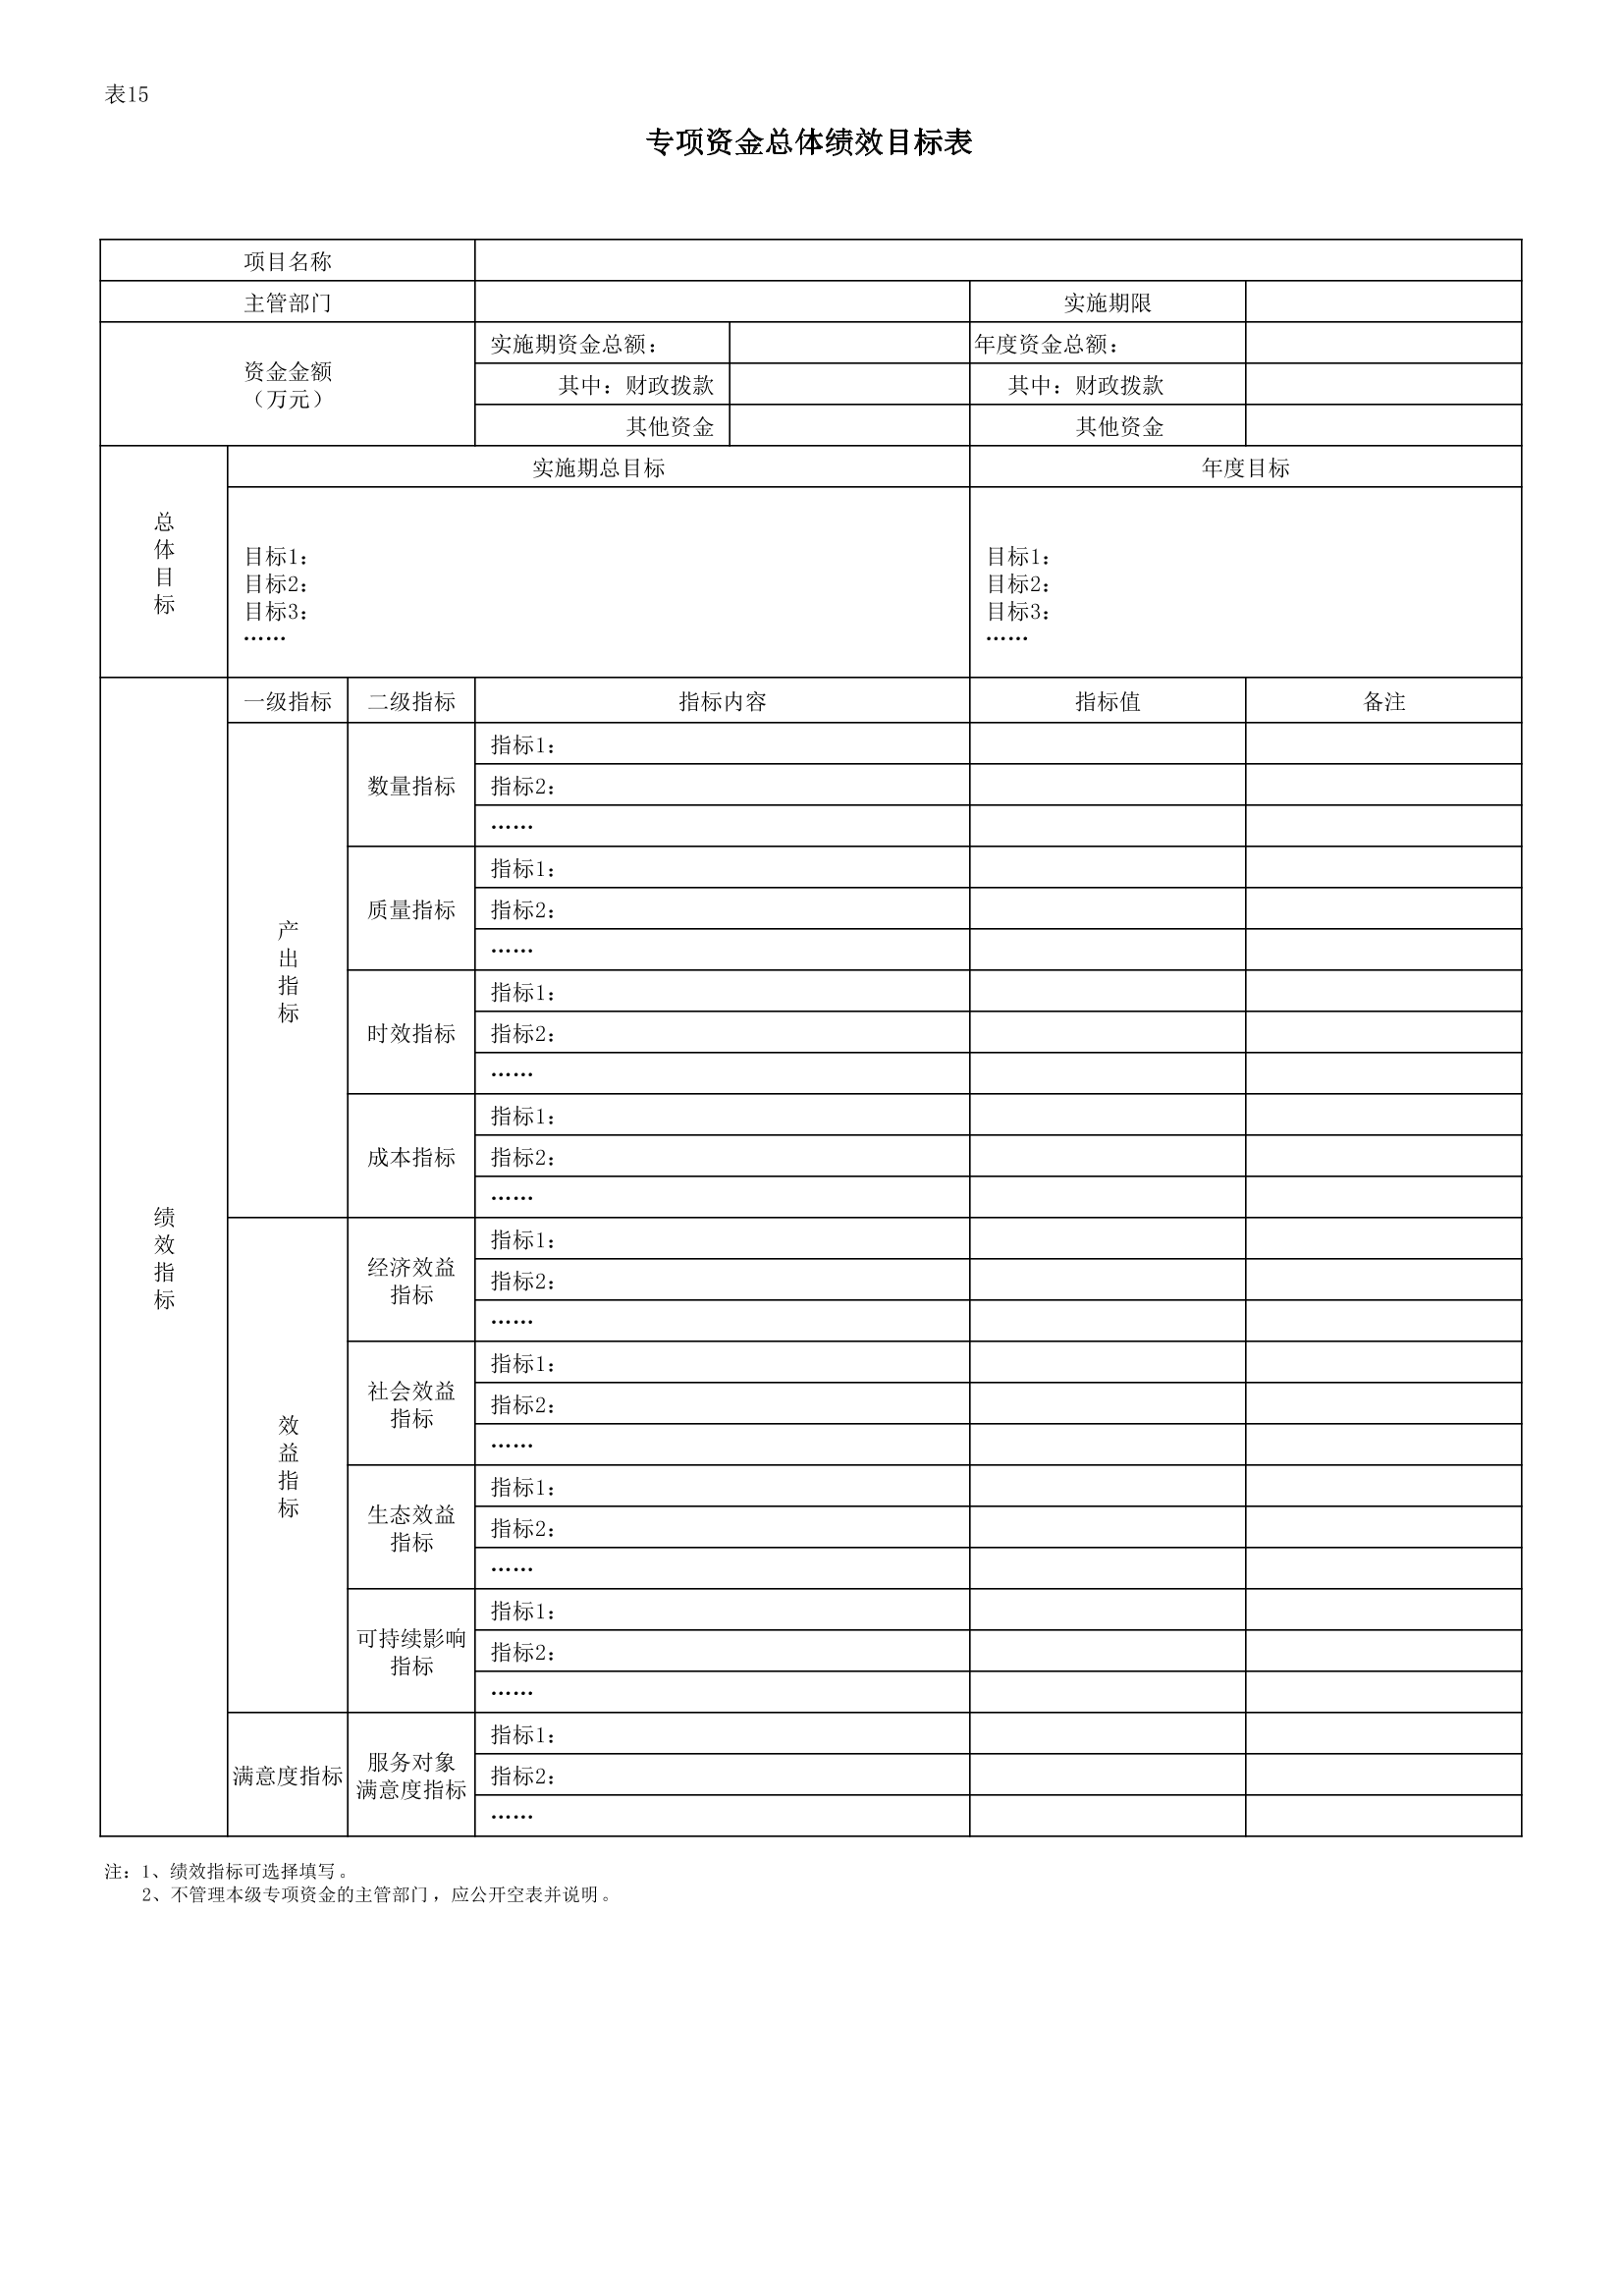 表15
专项资金总体绩效目标表
项目名称
主管部门
实施期限
资金金额
（万元）
实施期资金总额：
年度资金总额：
其中：财政拨款
其中：财政拨款
其他资金
其他资金
总
体
目
标
实施期总目标
年度目标
目标1：
目标2：
目标3：
……
目标1：
目标2：
目标3：
……
绩
效
指
标
一级指标
二级指标
指标内容
指标值
备注
产
出
指
标
数量指标
指标1：
指标2：
……
质量指标
指标1：
指标2：
……
时效指标
指标1：
指标2：
……
成本指标
指标1：
指标2：
……
效
益
指
标
经济效益
指标
指标1：
指标2：
……
社会效益
指标
指标1：
指标2：
……
生态效益
指标
指标1：
指标2：
……
可持续影响
指标
指标1：
指标2：
……
满意度指标
服务对象
满意度指标
指标1：
指标2：
……
注：1、绩效指标可选择填写。
2、不管理本级专项资金的主管部门，应公开空表并说明。